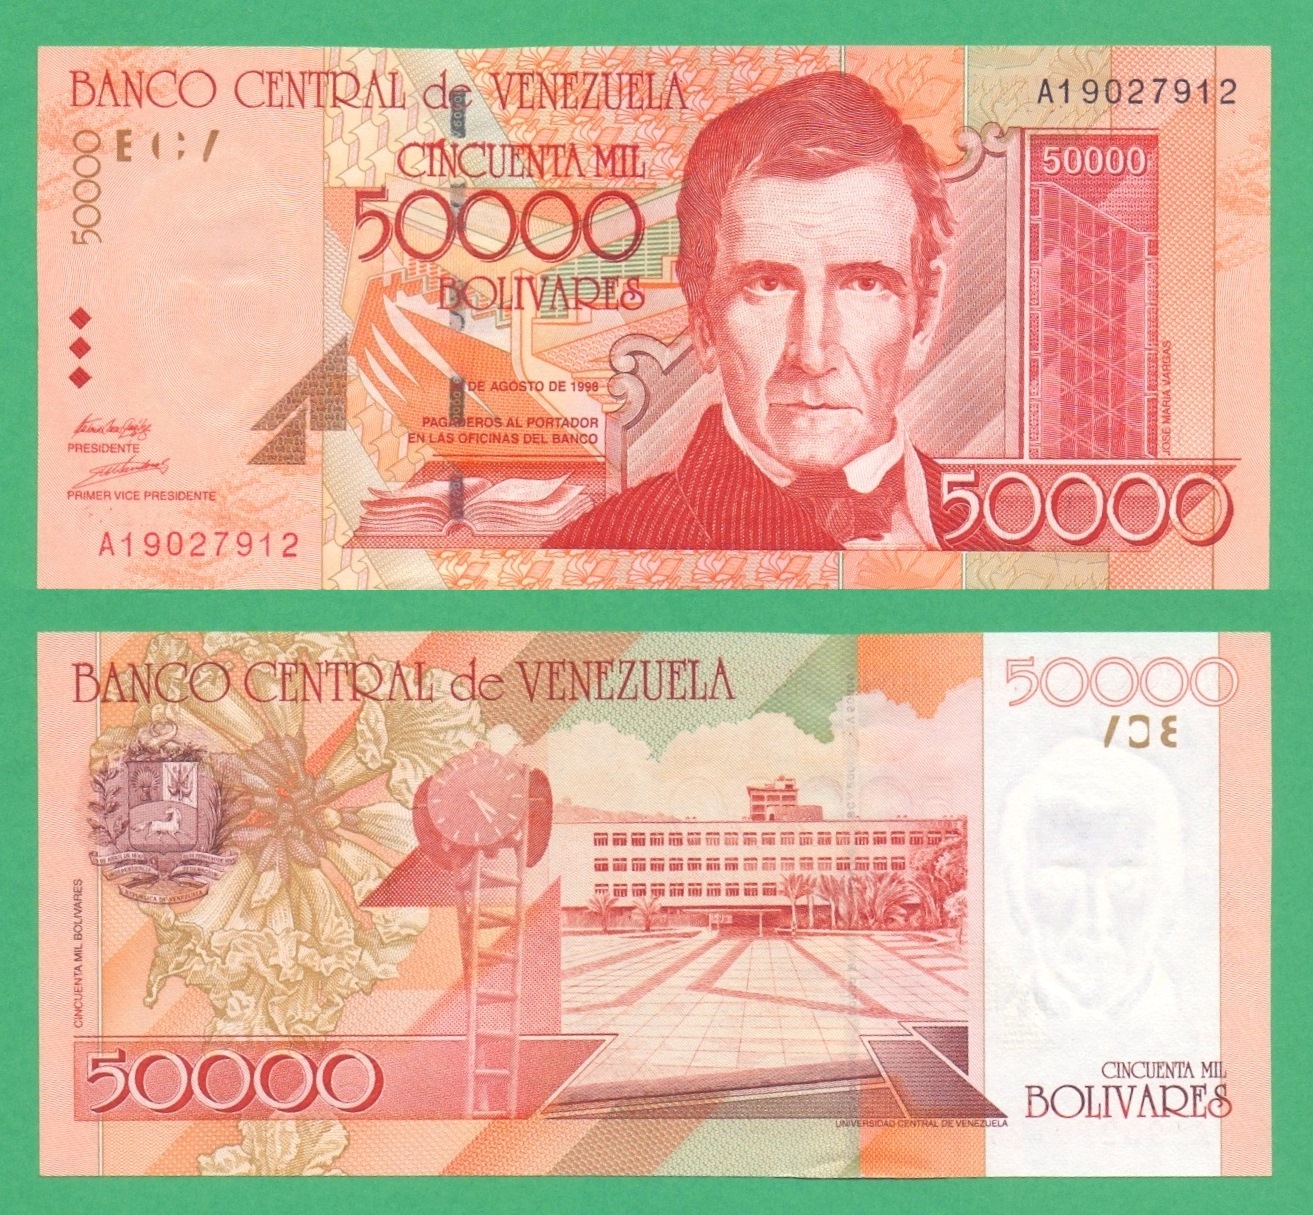 BANCO CENTRAL de VENEZUELA
A19027912
50000
CINCUENTA MIL
50000
BOLIVARES
50000
DE AGOSTO DE 1998
PAGADEROS AL PORTADOR
EN LAS OFICINAS DEL BANCO
JOSE MARIA VARGAS
PRESIDENTE
PRIMER VICE PRESIDENTE
A19027912
50000
BANCO CENTRAL de VENEZUELA
50000
CINCUENTA MIL BOLIVARES
50000
UNIVERSIDAD CENTRAL DE VENEZUELA
CINCUENTA MIL
BOLIVARES